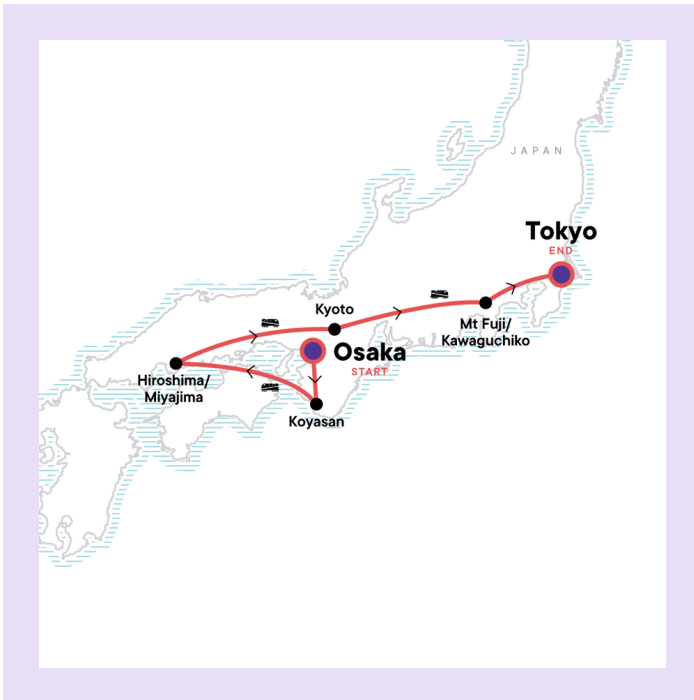 JAPAN
Tokyo
END
Kyoto
Mt Fuji/
Kawaguchiko
Osaka
START
Hiroshima/
Miyajima
Koyasan